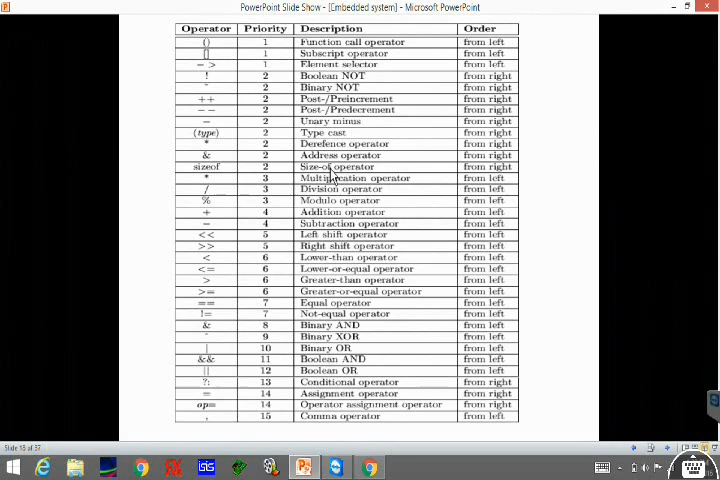 PowerPoint Slide Show - [Embedded system] - Microsoft PowerPoint
Operator Priority Description Order
() 1 Function call operator from left
[] 1 Subscript operator from left
-> 1 Element selector from left
! 2 Boolean NOT from right
~ 2 Binary NOT from right
++ 2 Post-/Preincrement from right
-- 2 Post-/Predecrement from right
- 2 Unary minus from right
(type) 2 Type cast from right
* 2 Derefence operator from right
& 2 Address operator from right
sizeof 2 Size-of operator from right
* 3 Multiplication operator from left
/ 3 Division operator from left
% 3 Modulo operator from left
+ 4 Addition operator from left
- 4 Subtraction operator from left
<< 5 Left shift operator from left
>> 5 Right shift operator from left
< 6 Lower-than operator from left
<= 6 Lower-or-equal operator from left
> 6 Greater-than operator from left
>= 6 Greater-or-equal operator from left
== 7 Equal operator from left
!= 7 Not-equal operator from left
& 8 Binary AND from left
^ 9 Binary XOR from left
| 10 Binary OR from left
&& 11 Boolean AND from left
|| 12 Boolean OR from left
?: 13 Conditional operator from right
= 14 Assignment operator from right
op= 14 Operator assignment operator from right
, 15 Comma operator from left
Slide 18 of 37